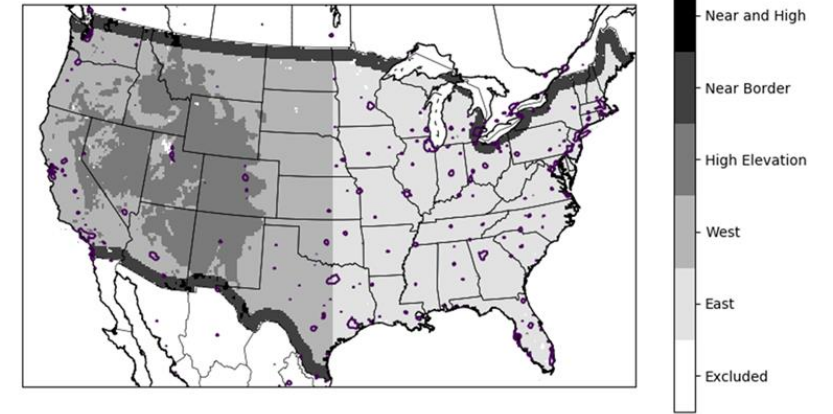 Near and High
Near Border
High Elevation
West
East
Excluded